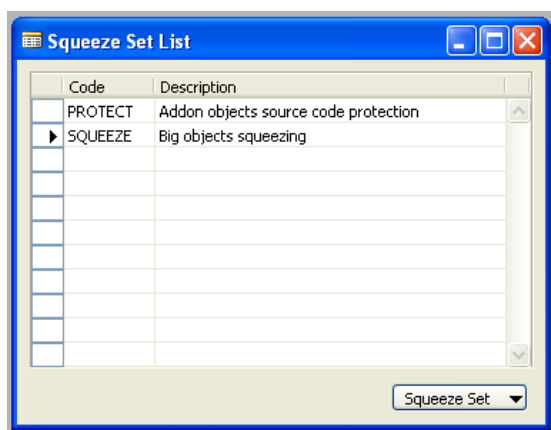 Squeeze Set List
Code Description
PROTECT Addon objects source code protection
SQUEEZE Big objects squeezing
Squeeze Set